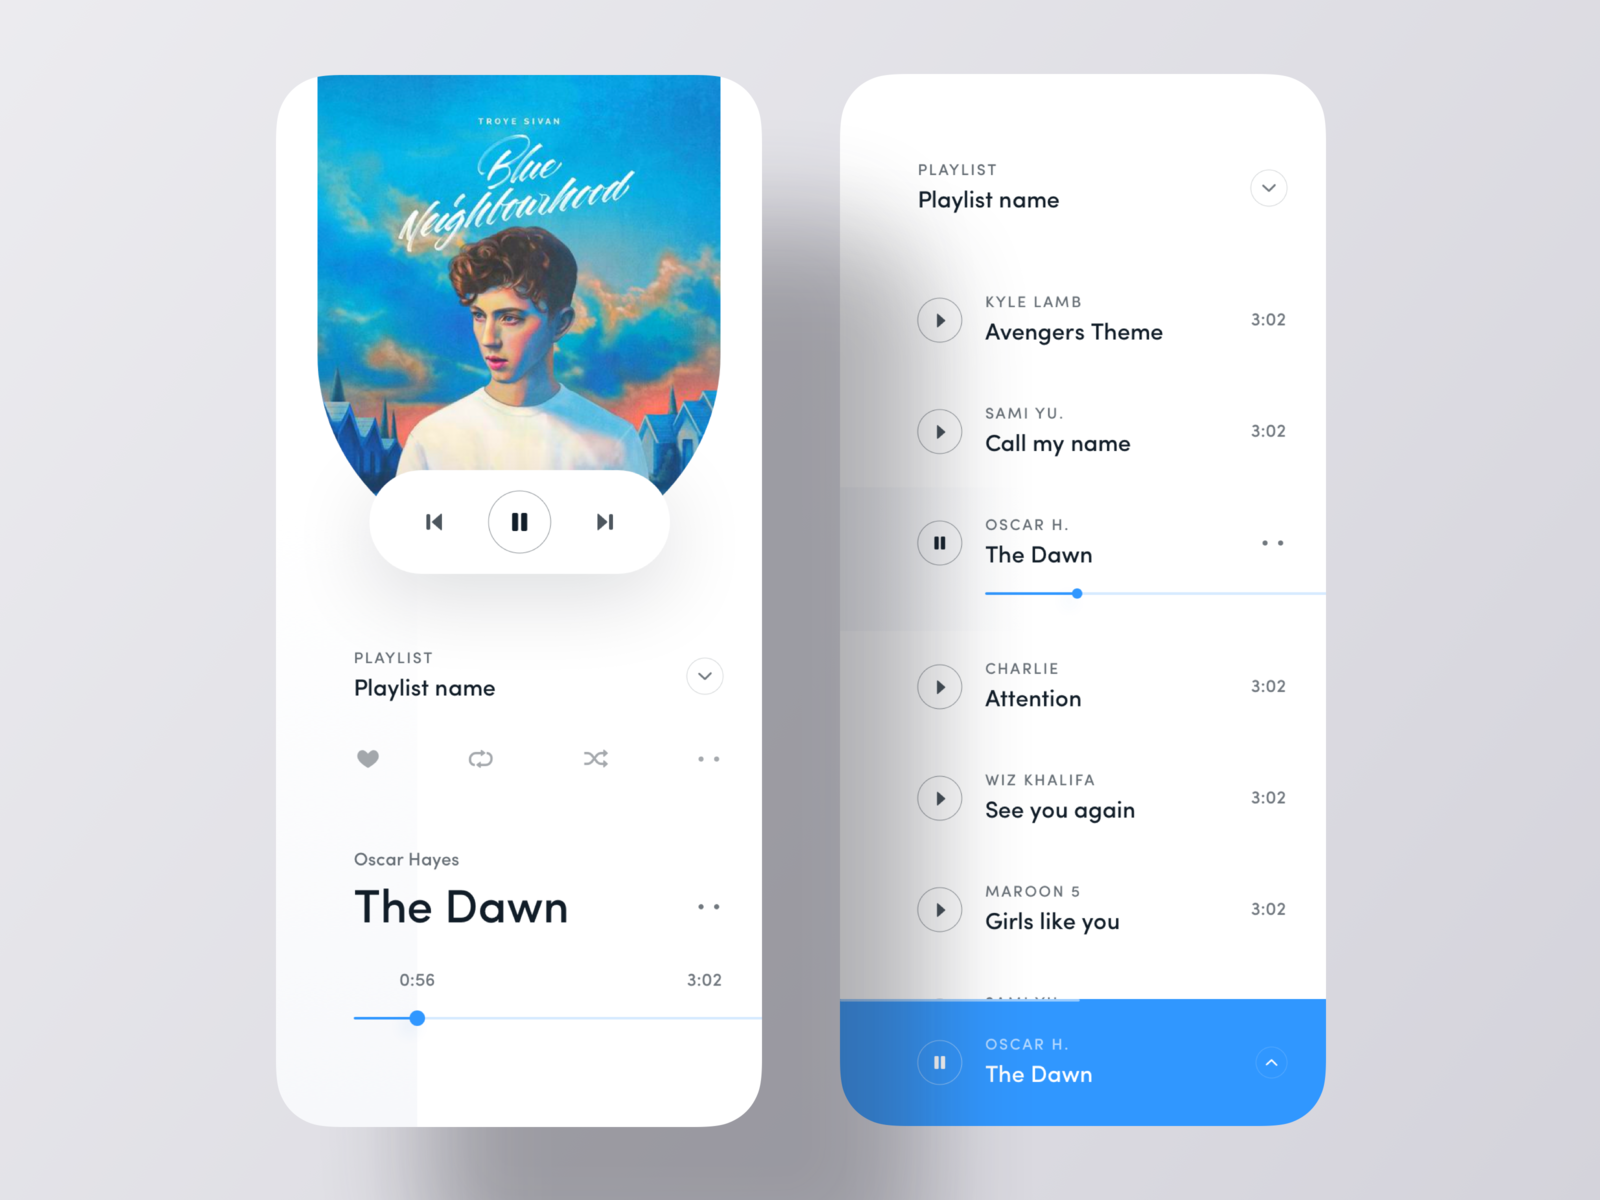 TROYE SIVAN
Blue
Neighbourhood
PLAYLIST
Playlist name
Oscar Hayes
The Dawn
0:56
3:02
PLAYLIST
Playlist name
KYLE LAMB
Avengers Theme
3:02
SAMI YU.
Call my name
3:02
OSCAR H.
The Dawn
CHARLIE
Attention
3:02
WIZ KHALIFA
See you again
3:02
MAROON 5
Girls like you
3:02
OSCAR H.
The Dawn